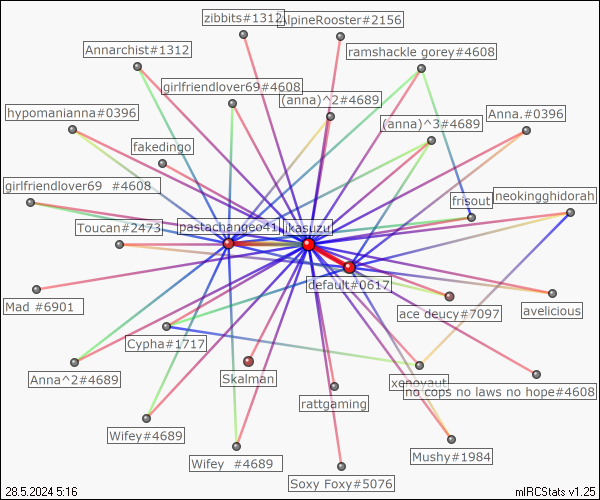 zibbits#1312
AlpineRooster#2156
Annarchist#1312
ramshackle gorey#4608
girlfriendlover69#4608
(anna)^2#4689
hypomanianna#0396
Anna.#0396
(anna)^3#4689
fakedingo
girlfriendlover69 #4608
neokingghidorah
frisout
Toucan#2473
pastachangeo41
ikasuzu
default#0617
Mad #6901
ace deucy#7097
avelicious
Cypha#1717
Anna^2#4689
Skalman
xenoyaut
no cops no laws no hope#4608
rattgaming
Wifey#4689
Wifey #4689
Mushy#1984
Soxy Foxy#5076
28.5.2024 5:16
mIRCStats v1.25